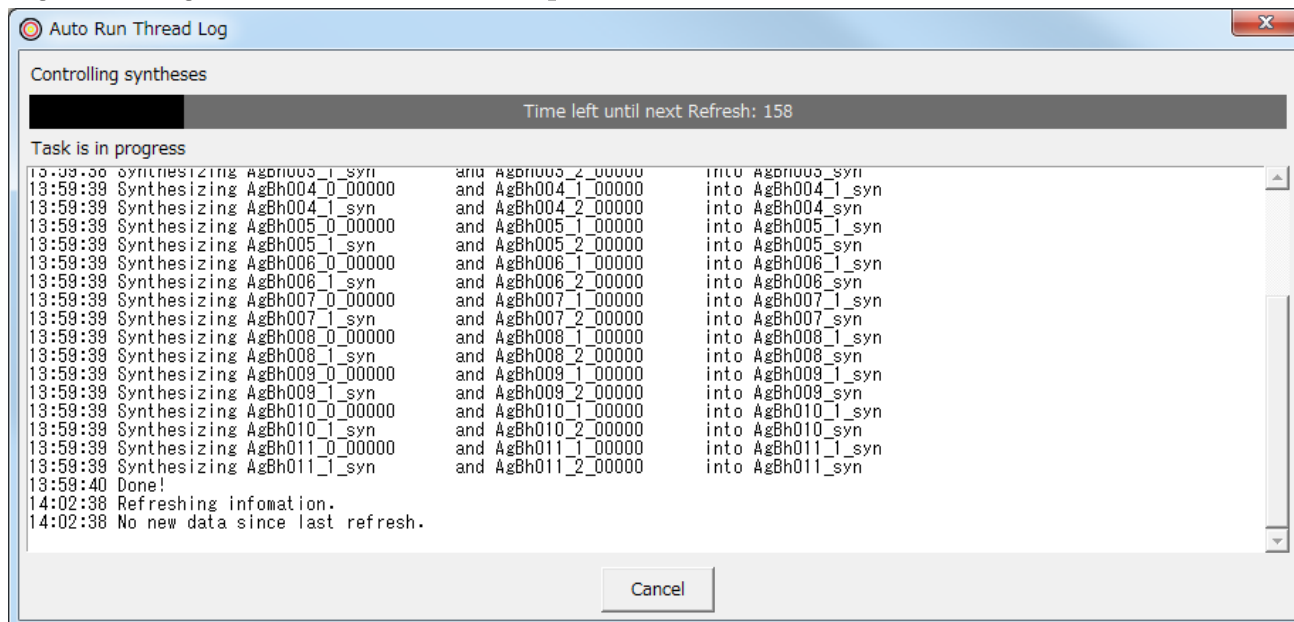 Auto Run Thread Log
Controlling syntheses
Time left until next Refresh: 158
Task is in progress
13:59:38 Synthesizing AgBh003_1_syn and AgBh003_2_00000 into AgBh003_syn
13:59:39 Synthesizing AgBh004_0_00000 and AgBh004_1_00000 into AgBh004_1_syn
13:59:39 Synthesizing AgBh004_1_syn and AgBh004_2_00000 into AgBh004_syn
13:59:39 Synthesizing AgBh005_0_00000 and AgBh005_1_00000 into AgBh005_1_syn
13:59:39 Synthesizing AgBh005_1_syn and AgBh005_2_00000 into AgBh005_syn
13:59:39 Synthesizing AgBh006_0_00000 and AgBh006_1_00000 into AgBh006_1_syn
13:59:39 Synthesizing AgBh006_1_syn and AgBh006_2_00000 into AgBh006_syn
13:59:39 Synthesizing AgBh007_0_00000 and AgBh007_1_00000 into AgBh007_1_syn
13:59:39 Synthesizing AgBh007_1_syn and AgBh007_2_00000 into AgBh007_syn
13:59:39 Synthesizing AgBh008_0_00000 and AgBh008_1_00000 into AgBh008_1_syn
13:59:39 Synthesizing AgBh008_1_syn and AgBh008_2_00000 into AgBh008_syn
13:59:39 Synthesizing AgBh009_0_00000 and AgBh009_1_00000 into AgBh009_1_syn
13:59:39 Synthesizing AgBh009_1_syn and AgBh009_2_00000 into AgBh009_syn
13:59:39 Synthesizing AgBh010_0_00000 and AgBh010_1_00000 into AgBh010_1_syn
13:59:39 Synthesizing AgBh010_1_syn and AgBh010_2_00000 into AgBh010_syn
13:59:39 Synthesizing AgBh011_0_00000 and AgBh011_1_00000 into AgBh011_1_syn
13:59:39 Synthesizing AgBh011_1_syn and AgBh011_2_00000 into AgBh011_syn
13:59:40 Done!
14:02:38 Refreshing infomation.
14:02:38 No new data since last refresh.
Cancel